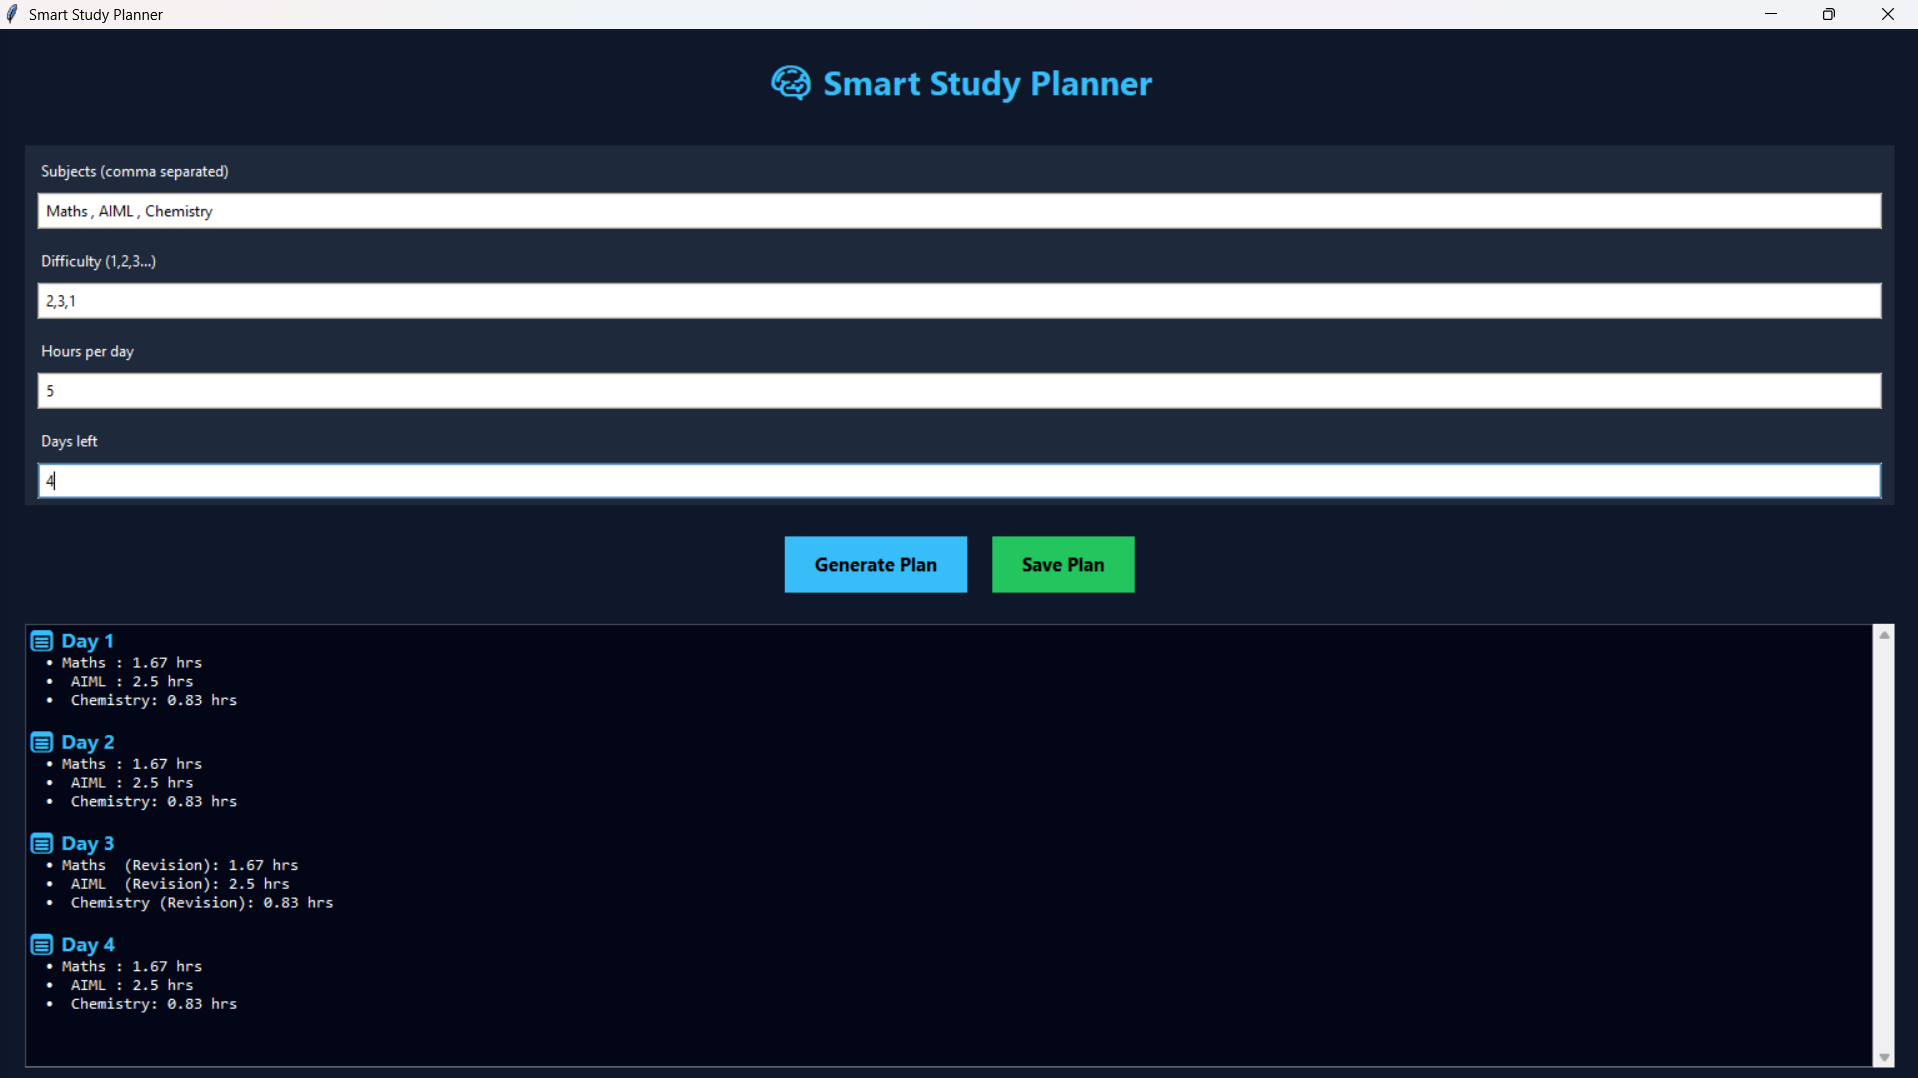 Smart Study Planner
Smart Study Planner
Subjects (comma separated)
Maths , AIML , Chemistry
Difficulty (1,2,3...)
2,3,1
Hours per day
5
Days left
4
Generate Plan
Save Plan
Day 1
• Maths : 1.67 hrs
•  AIML : 2.5 hrs
•  Chemistry: 0.83 hrs
Day 2
• Maths : 1.67 hrs
•  AIML : 2.5 hrs
•  Chemistry: 0.83 hrs
Day 3
• Maths  (Revision): 1.67 hrs
•  AIML  (Revision): 2.5 hrs
•  Chemistry (Revision): 0.83 hrs
Day 4
• Maths : 1.67 hrs
•  AIML : 2.5 hrs
•  Chemistry: 0.83 hrs